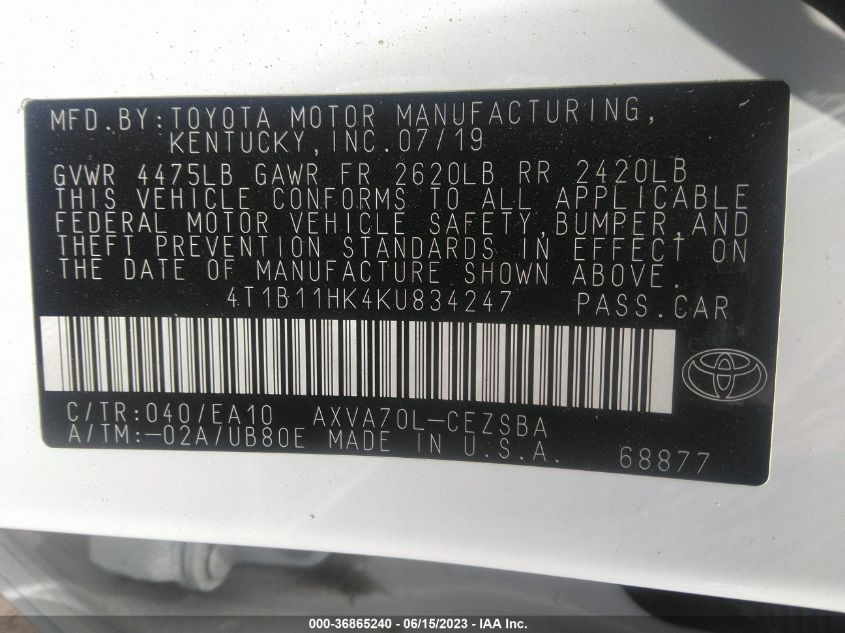 MFD.BY:TOYOTA MOTOR MANUFACTURING,
KENTUCKY, INC. 07/19
GVWR 4475LB GAWR FR 2620LB RR 2420LB
THIS VEHICLE CONFORMS TO ALL APPLICABLE
FEDERAL MOTOR VEHICLE SAFETY, BUMPER, AND
THEFT PREVENTION STANDARDS IN EFFECT ON
THE DATE OF MANUFACTURE SHOWN ABOVE.
4T1B11HK4KU834247 PASS.CAR
C/TR:040/EA10 AXVA70L-CEZSBA
A/TM:-02A/UB80E MADE IN U.S.A. 68877
000-36865240 - 06/15/2023 - IAA Inc.